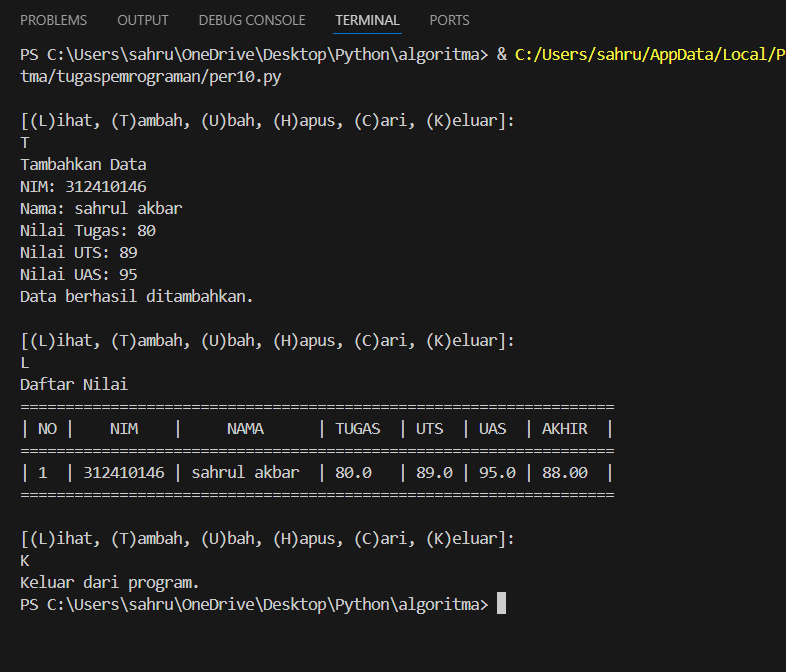 PROBLEMS OUTPUT DEBUG CONSOLE TERMINAL PORTS
PS C:\Users\sahru\OneDrive\Desktop\Python\algoritma> & C:/Users/sahru/AppData/Local/P
tma/tugaspemrograman/per10.py
[(L)ihat, (T)ambah, (U)bah, (H)apus, (C)ari, (K)eluar]:
T
Tambahkan Data
NIM: 312410146
Nama: sahrul akbar
Nilai Tugas: 80
Nilai UTS: 89
Nilai UAS: 95
Data berhasil ditambahkan.
[(L)ihat, (T)ambah, (U)bah, (H)apus, (C)ari, (K)eluar]:
L
Daftar Nilai
==================================================================
| NO |    NIM    |     NAMA      | TUGAS  | UTS  | UAS  | AKHIR  |
==================================================================
| 1  | 312410146 | sahrul akbar  | 80.0   | 89.0 | 95.0 | 88.00  |
==================================================================
[(L)ihat, (T)ambah, (U)bah, (H)apus, (C)ari, (K)eluar]:
K
Keluar dari program.
PS C:\Users\sahru\OneDrive\Desktop\Python\algoritma>